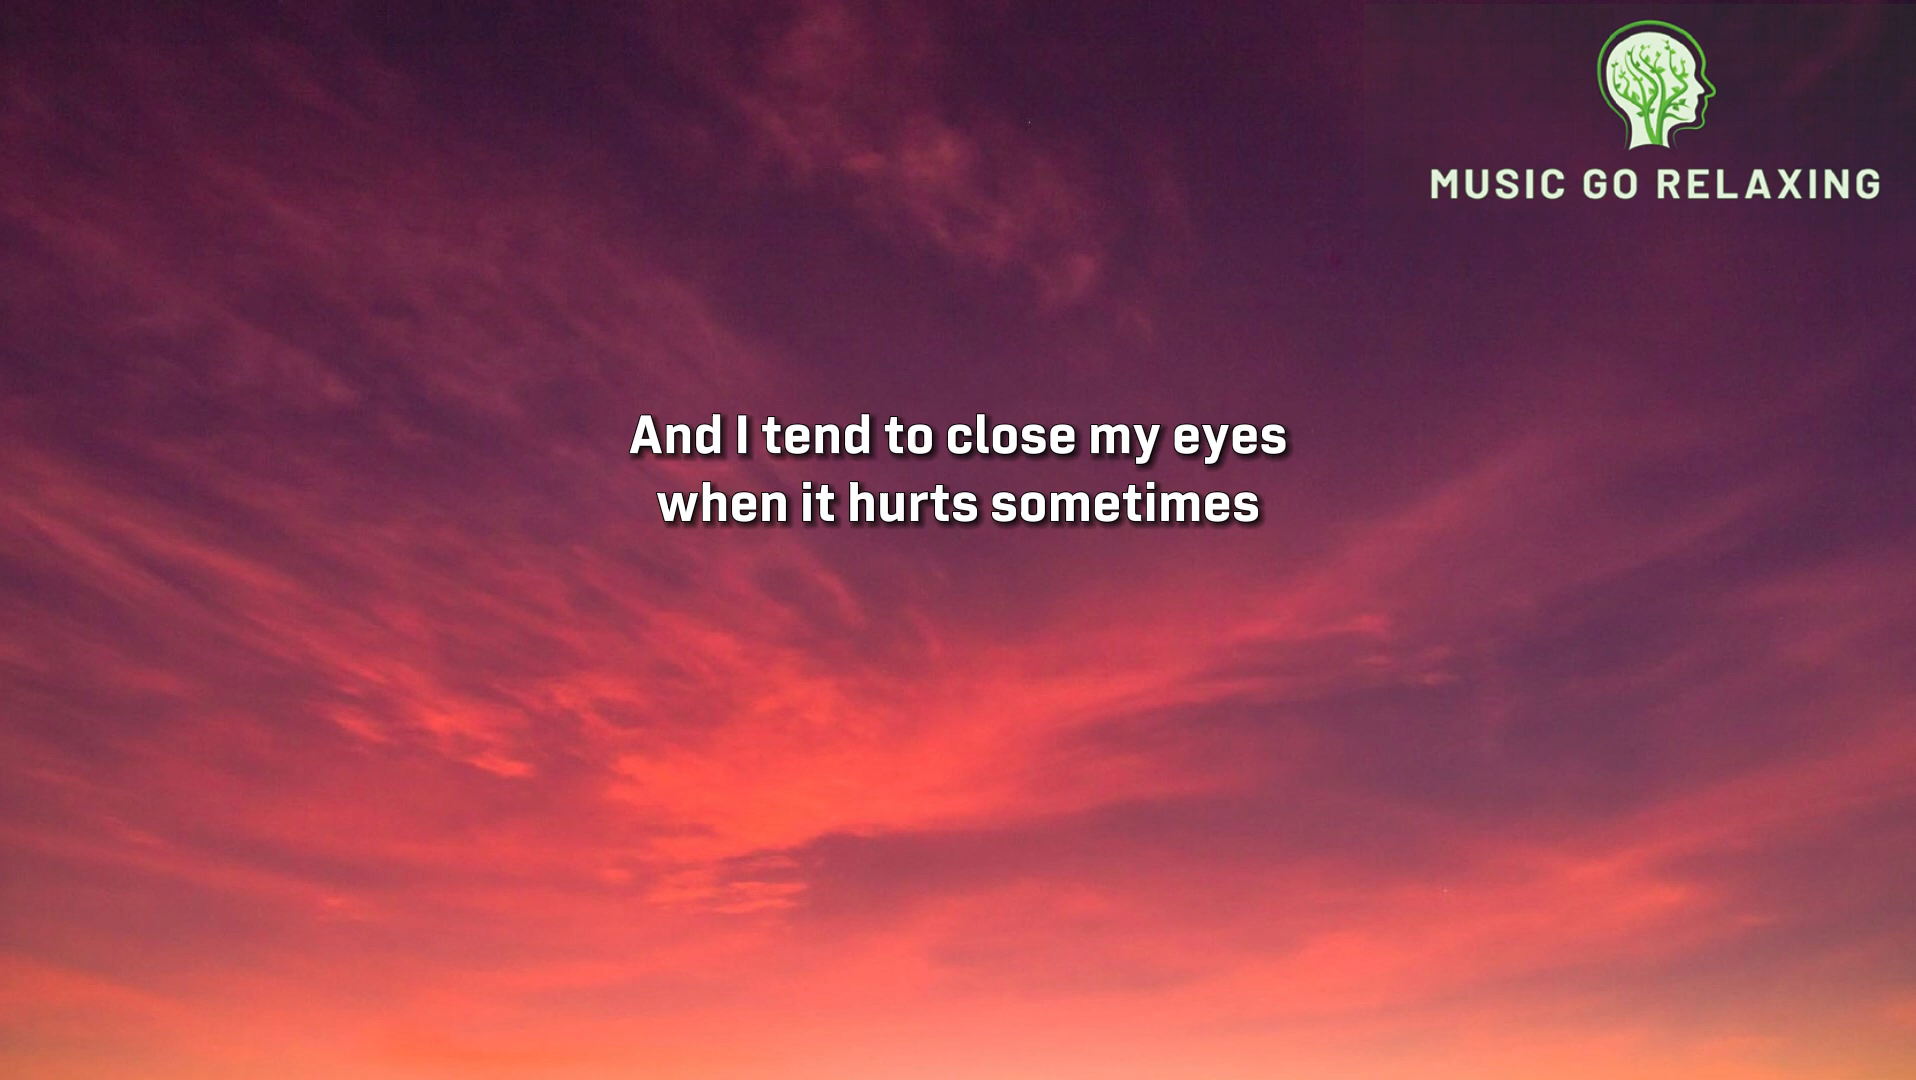 MUSIC GO RELAXING
And I tend to close my eyes
when it hurts sometimes